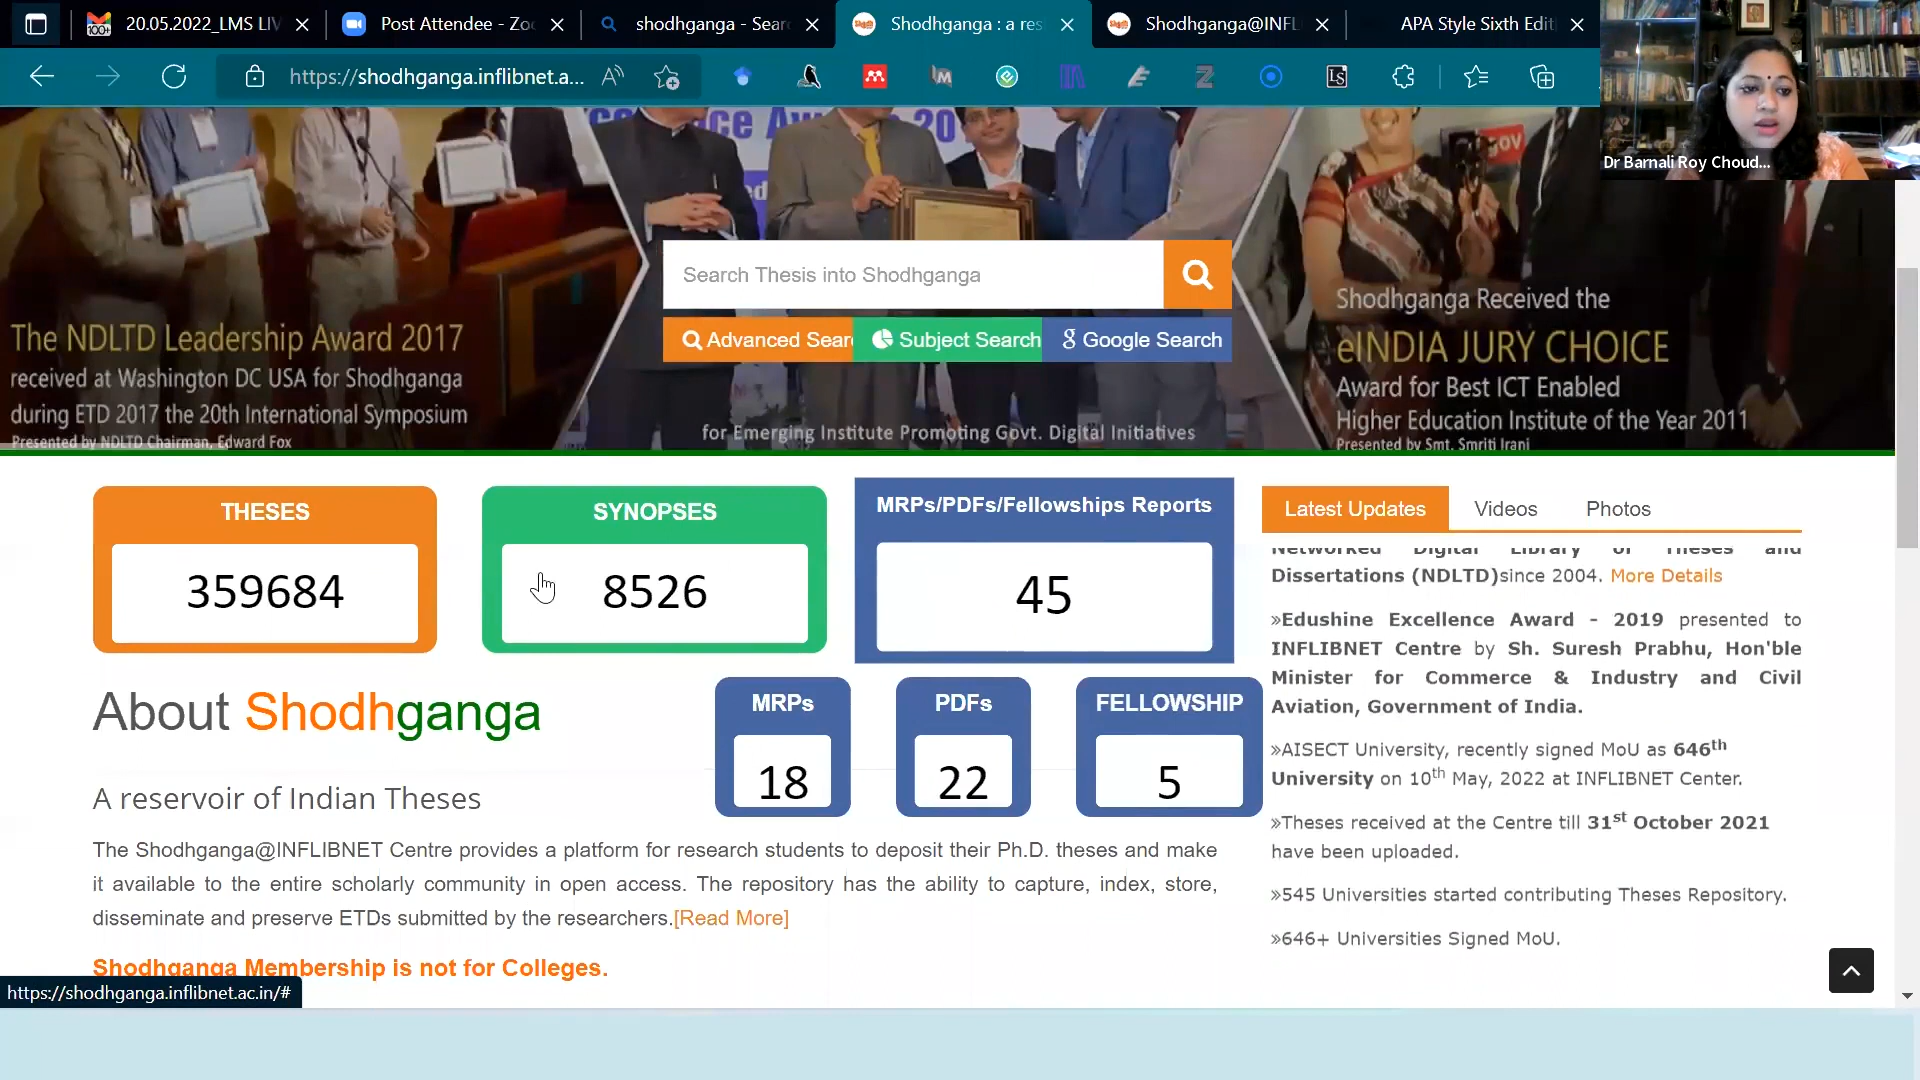 20.05.2022_LMS LIV
Post Attendee - Zo
shodhganga - Sear
Shodhganga : a res
Shodhganga@INFL
APA Style Sixth Edit
https://shodhganga.inflibnet.a...
Dr Barnali Roy Choud...
The NDLTD Leadership Award 2017
received at Washington DC USA for Shodhganga
during ETD 2017 the 20th International Symposium
Presented by NDLTD Chairman, Edward Fox
Search Thesis into Shodhganga
Advanced Sear
Subject Search
Google Search
for Emerging Institute Promoting Govt. Digital Initiatives
Shodhganga Received the
eINDIA JURY CHOICE
Award for Best ICT Enabled
Higher Education Institute of the Year 2011
Presented by Smt. Smriti Irani
THESES
359684
SYNOPSES
8526
MRPs/PDFs/Fellowships Reports
45
MRPs
18
PDFs
22
FELLOWSHIP
5
About Shodhganga
A reservoir of Indian Theses
The Shodhganga@INFLIBNET Centre provides a platform for research students to deposit their Ph.D. theses and make
it available to the entire scholarly community in open access. The repository has the ability to capture, index, store,
disseminate and preserve ETDs submitted by the researchers.[Read More]
Shodhganga Membership is not for Colleges.
Latest Updates
Videos
Photos
Networked Digital Library of Theses and
Dissertations (NDLTD)since 2004. More Details
»Edushine Excellence Award - 2019 presented to
INFLIBNET Centre by Sh. Suresh Prabhu, Hon'ble
Minister for Commerce & Industry and Civil
Aviation, Government of India.
»AISECT University, recently signed MoU as 646th
University on 10th May, 2022 at INFLIBNET Center.
»Theses received at the Centre till 31st October 2021
have been uploaded.
»545 Universities started contributing Theses Repository.
»646+ Universities Signed MoU.
https://shodhganga.inflibnet.ac.in/#